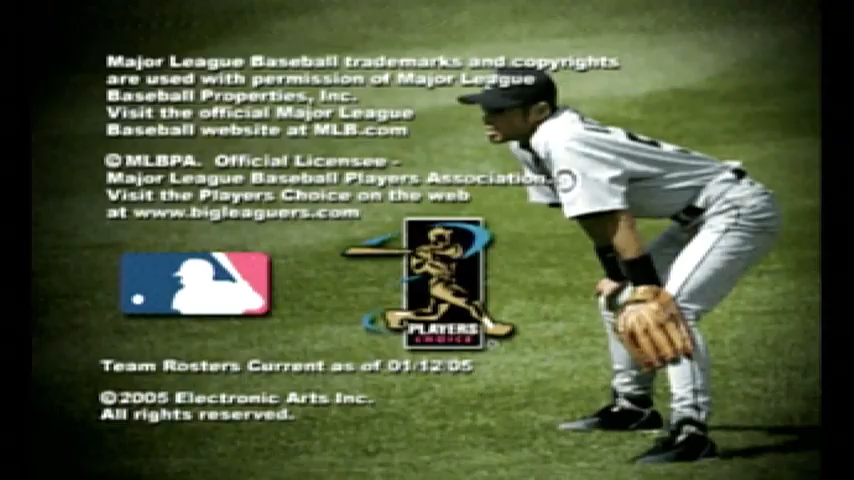 Major League Baseball trademarks and copyrights
are used with permission of Major League
Baseball Properties, Inc.
Visit the official Major League
Baseball website at MLB.com
©MLBPA. Official Licensee -
Major League Baseball Players Association.
Visit the Players Choice on the web
at www.bigleaguers.com
PLAYERS
CHOICE
Team Rosters Current as of 01/12/05
©2005 Electronic Arts Inc.
All rights reserved.